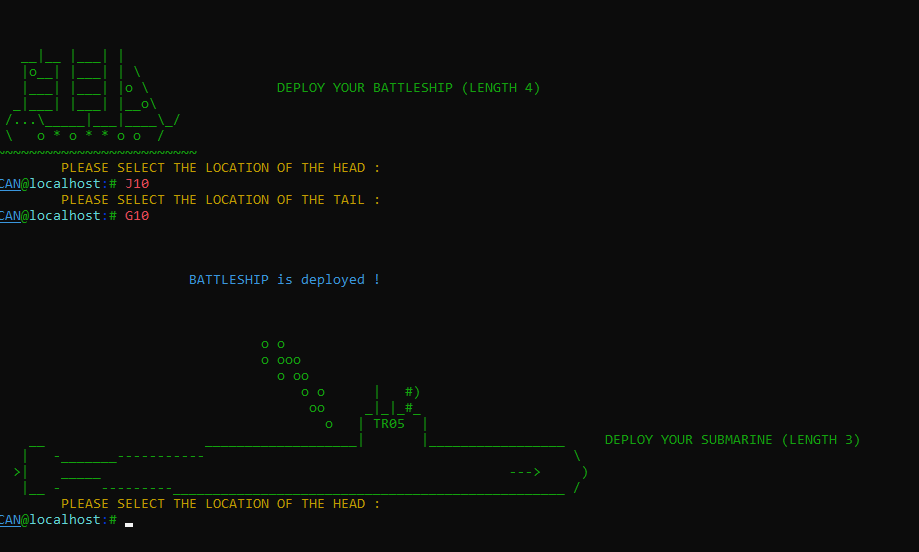 DEPLOY YOUR BATTLESHIP (LENGTH 4)
PLEASE SELECT THE LOCATION OF THE HEAD :
CAN@localhost:# J10
PLEASE SELECT THE LOCATION OF THE TAIL :
CAN@localhost:# G10
BATTLESHIP is deployed !
TR05
DEPLOY YOUR SUBMARINE (LENGTH 3)
PLEASE SELECT THE LOCATION OF THE HEAD :
CAN@localhost:#